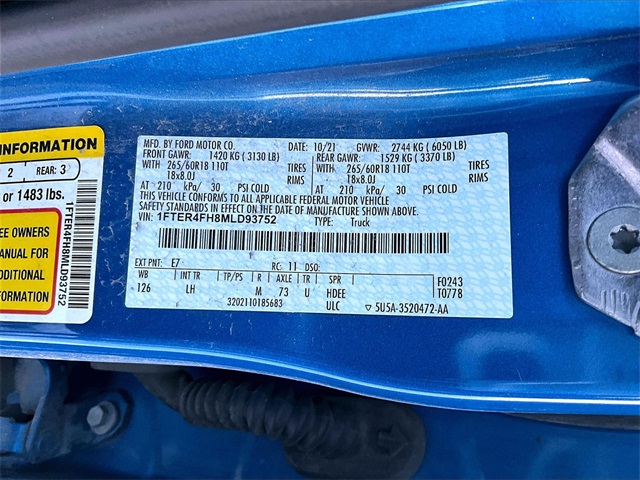 INFORMATION
2 REAR: 3
or 1483 lbs.
EE OWNERS
MANUAL FOR
ADDITIONAL
FORMATION
1FTER4FH8MLD93752
MFD. BY FORD MOTOR CO. DATE: 10/21 GVWR: 2744 KG ( 6050 LB)
FRONT GAWR: 1420 KG ( 3130 LB) REAR GAWR: 1529 KG ( 3370 LB)
WITH 265/60R18 110T TIRES WITH 265/60R18 110T TIRES
18x8.0J RIMS 18x8.0J RIMS
AT 210 kPa/ 30 PSI COLD AT 210 kPa/ 30 PSI COLD
THIS VEHICLE CONFORMS TO ALL APPLICABLE FEDERAL MOTOR VEHICLE
SAFETY STANDARDS IN EFFECT ON THE DATE OF MANUFACTURE SHOWN ABOVE.
VIN: 1FTER4FH8MLD93752 TYPE: Truck
EXT PNT: E7 RC: 11 DSO:
WB INT TR TP/PS R AXLE TR SPR F0243
126 LH M 73 U HDEE T0778
3202110185683 ULC ▽ 5U5A-3520472-AA